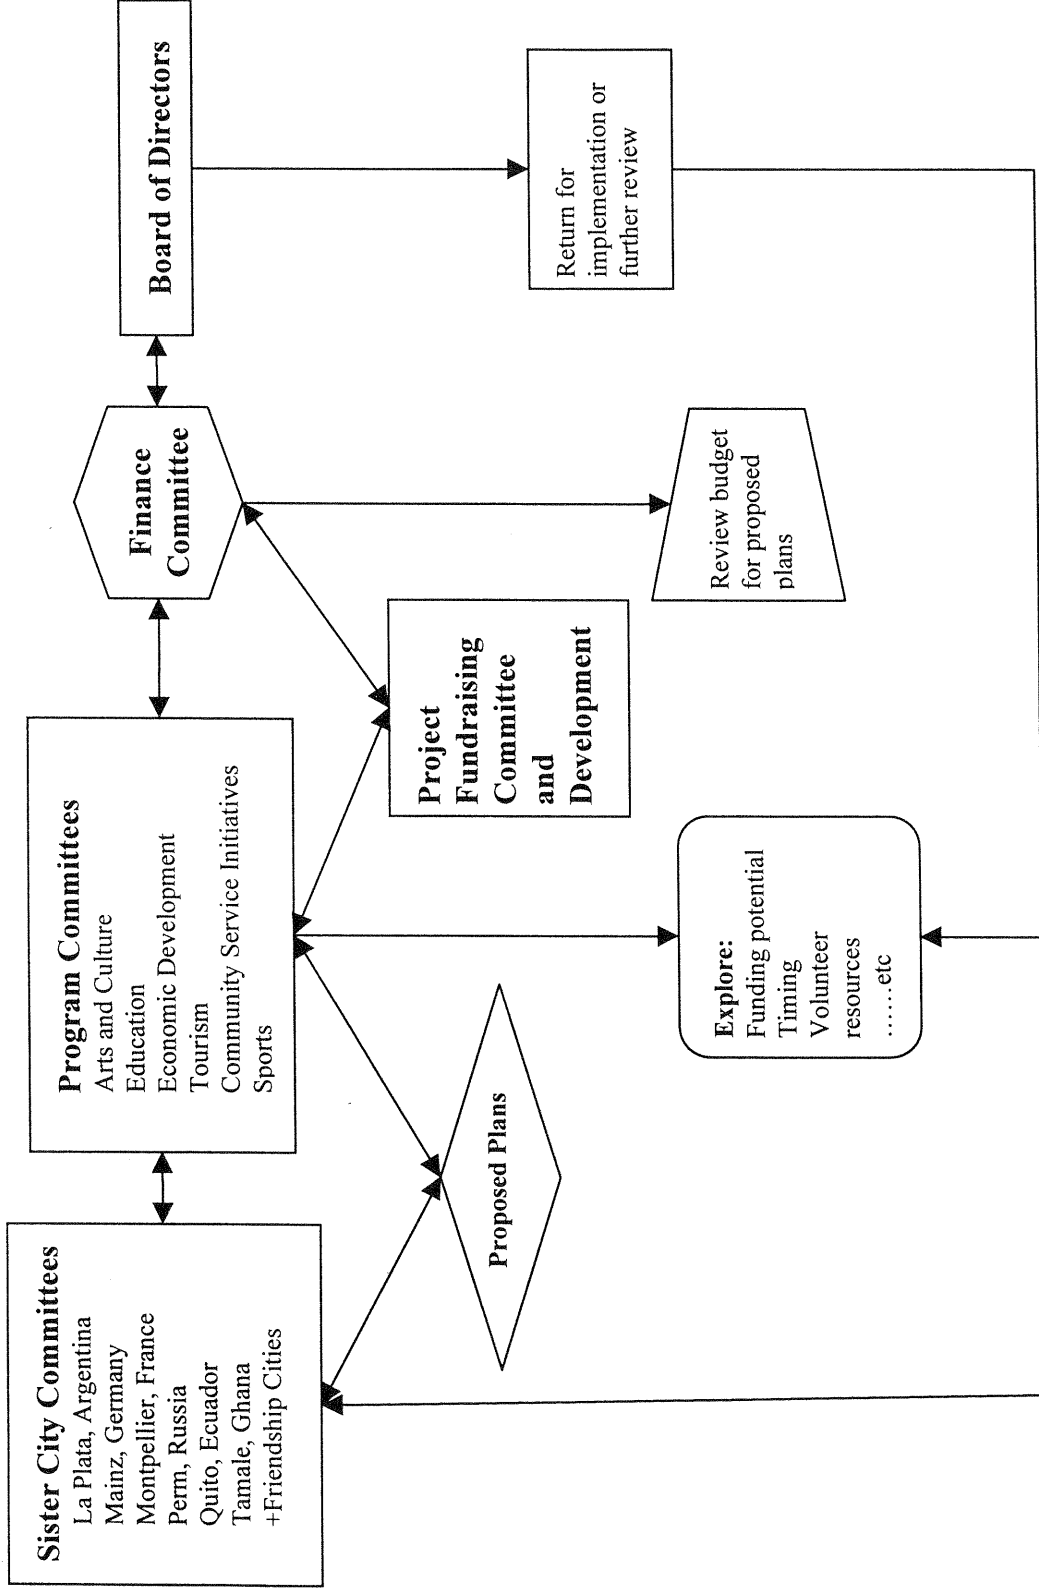 Sister City Committees
La Plata, Argentina
Mainz, Germany
Montpellier, France
Perm, Russia
Quito, Ecuador
Tamale, Ghana
+Friendship Cities
Program Committees
Arts and Culture
Education
Economic Development
Tourism
Community Service Initiatives
Sports
Finance
Committee
Board of Directors
Proposed Plans
Project
Fundraising
Committee
and
Development
Return for
implementation or
further review
Explore:
Funding potential
Timing
Volunteer
resources
……etc
Review budget
for proposed
plans